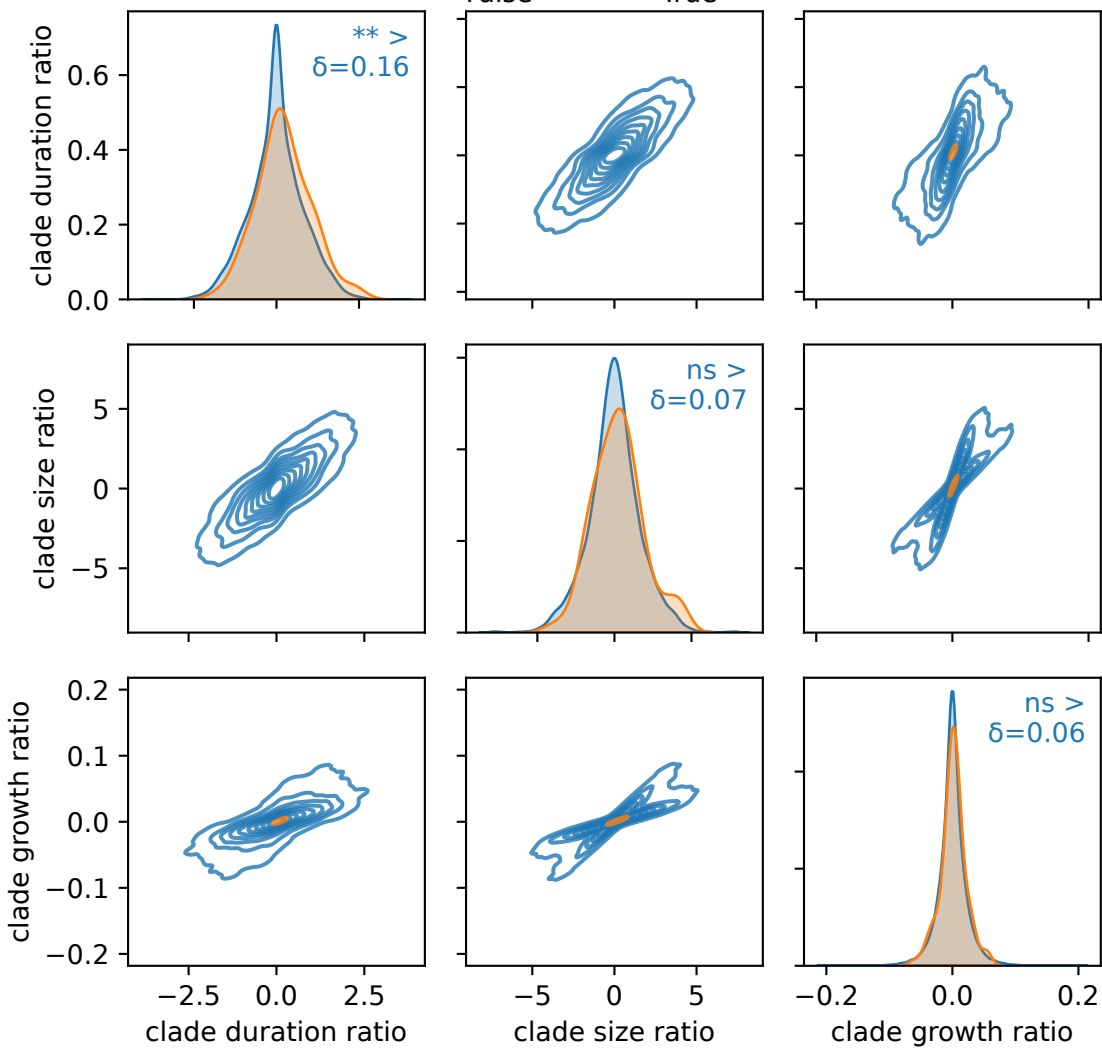 ** >
δ=0.16
clade duration ratio
0.6
0.4
0.2
0.0
ns >
δ=0.07
clade size ratio
5
0
−5
ns >
δ=0.06
clade growth ratio
0.2
0.1
0.0
−0.1
−0.2
−2.5 0.0 2.5
−5 0 5
−0.2 0.0 0.2
clade duration ratio
clade size ratio
clade growth ratio